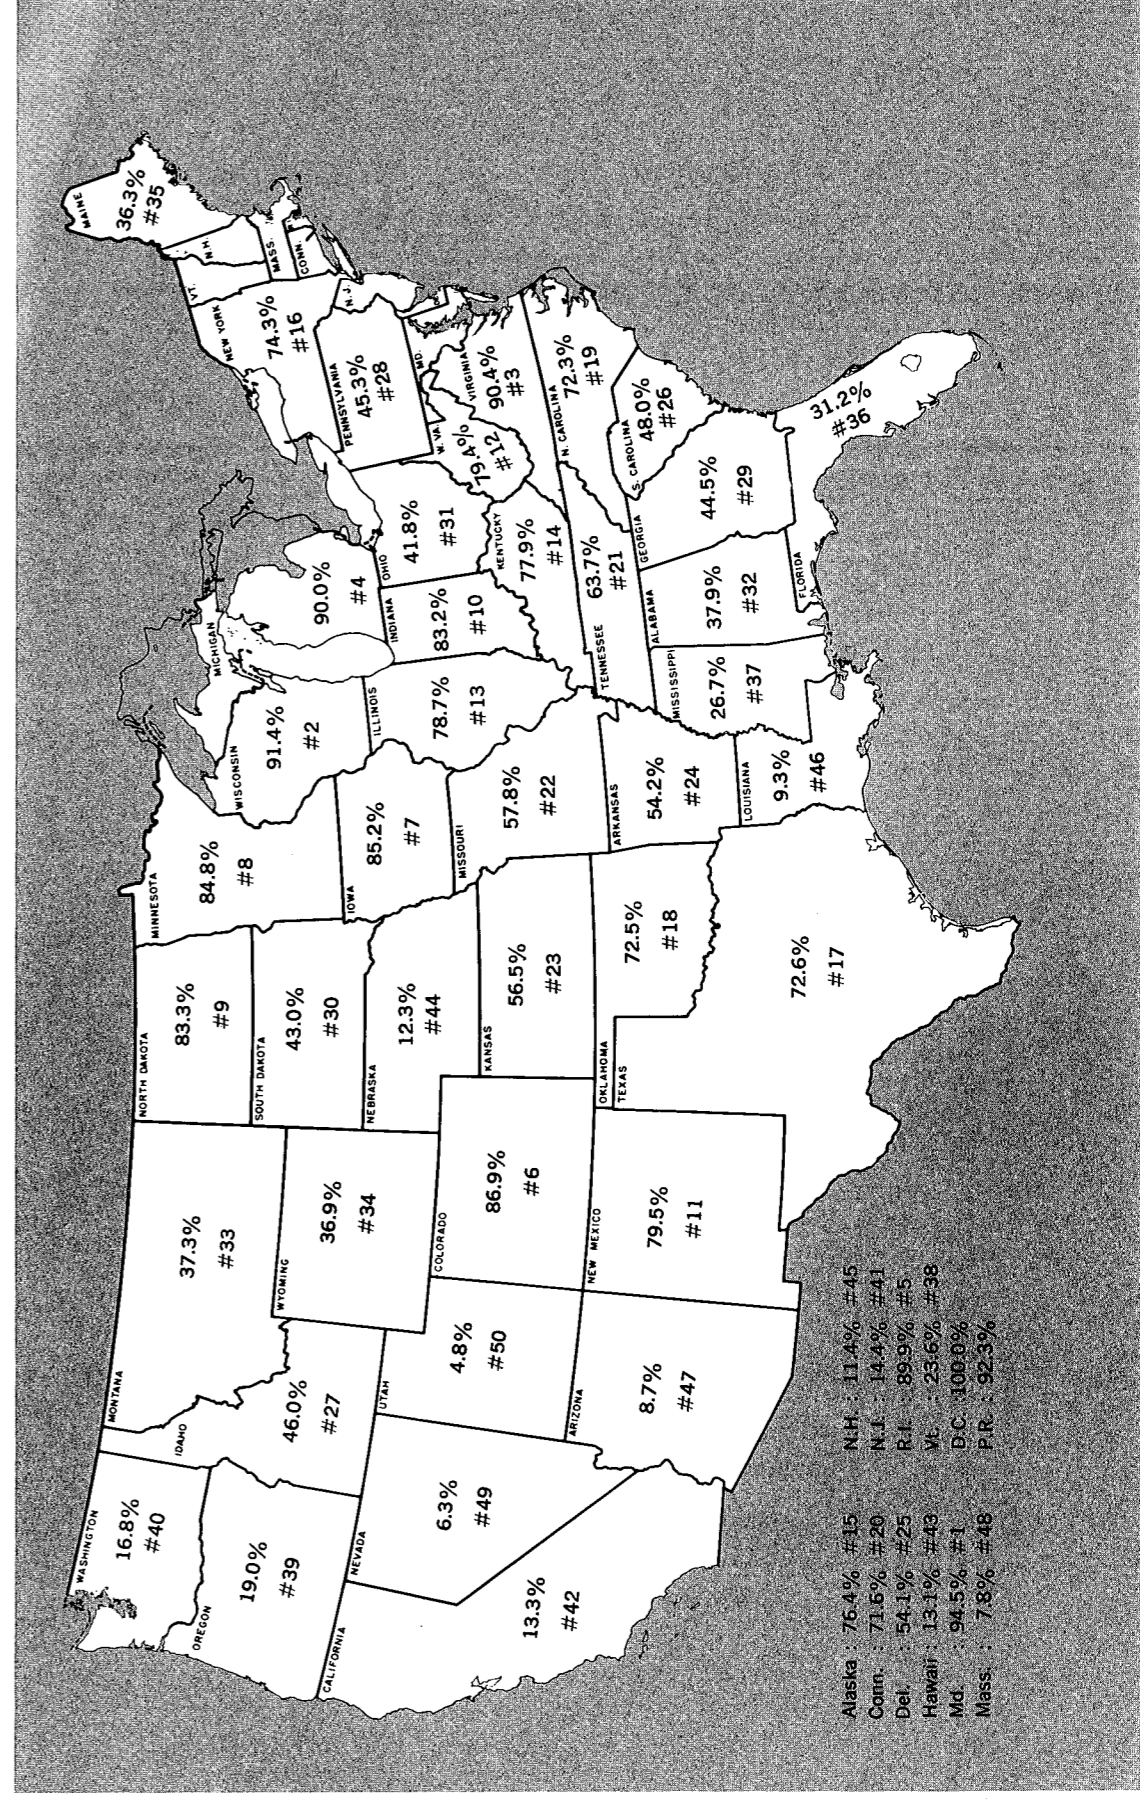 WASHINGTON
16.8%
#40
OREGON
19.0%
#39
CALIFORNIA
13.3%
#42
NEVADA
6.3%
#49
IDAHO
46.0%
#27
MONTANA
37.3%
#33
WYOMING
36.9%
#34
UTAH
4.8%
#50
ARIZONA
8.7%
#47
COLORADO
86.9%
#6
NEW MEXICO
79.5%
#11
NORTH DAKOTA
83.3%
#9
SOUTH DAKOTA
43.0%
#30
NEBRASKA
12.3%
#44
KANSAS
56.5%
#23
OKLAHOMA
72.5%
#18
TEXAS
72.6%
#17
MINNESOTA
84.8%
#8
IOWA
85.2%
#7
MISSOURI
57.8%
#22
ARKANSAS
54.2%
#24
LOUISIANA
9.3%
#46
WISCONSIN
91.4%
#2
ILLINOIS
78.7%
#13
MICHIGAN
90.0%
#4
INDIANA
83.2%
#10
OHIO
41.8%
#31
KENTUCKY
77.9%
#14
TENNESSEE
63.7%
#21
MISSISSIPPI
26.7%
#37
ALABAMA
37.9%
#32
GEORGIA
44.5%
#29
FLORIDA
31.2%
#36
S. CAROLINA
48.0%
#26
N. CAROLINA
72.3%
#19
VIRGINIA
90.4%
#3
W. VA.
79.4%
#12
MD.
PENNSYLVANIA
45.3%
#28
N.J.
NEW YORK
74.3%
#16
VT.
N.H.
MASS.
CONN.
MAINE
36.3%
#35
Alaska : 76.4% #15 N.H. : 11.4% #45
Conn. : 71.6% #20 N.J. : 14.4% #41
Del. : 54.1% #25 R.I. : 89.9% #5
Hawaii : 13.1% #43 Vt. : 23.6% #38
Md. : 94.5% #1 D.C. : 100.0%
Mass. : 7.8% #48 P.R. : 92.3%